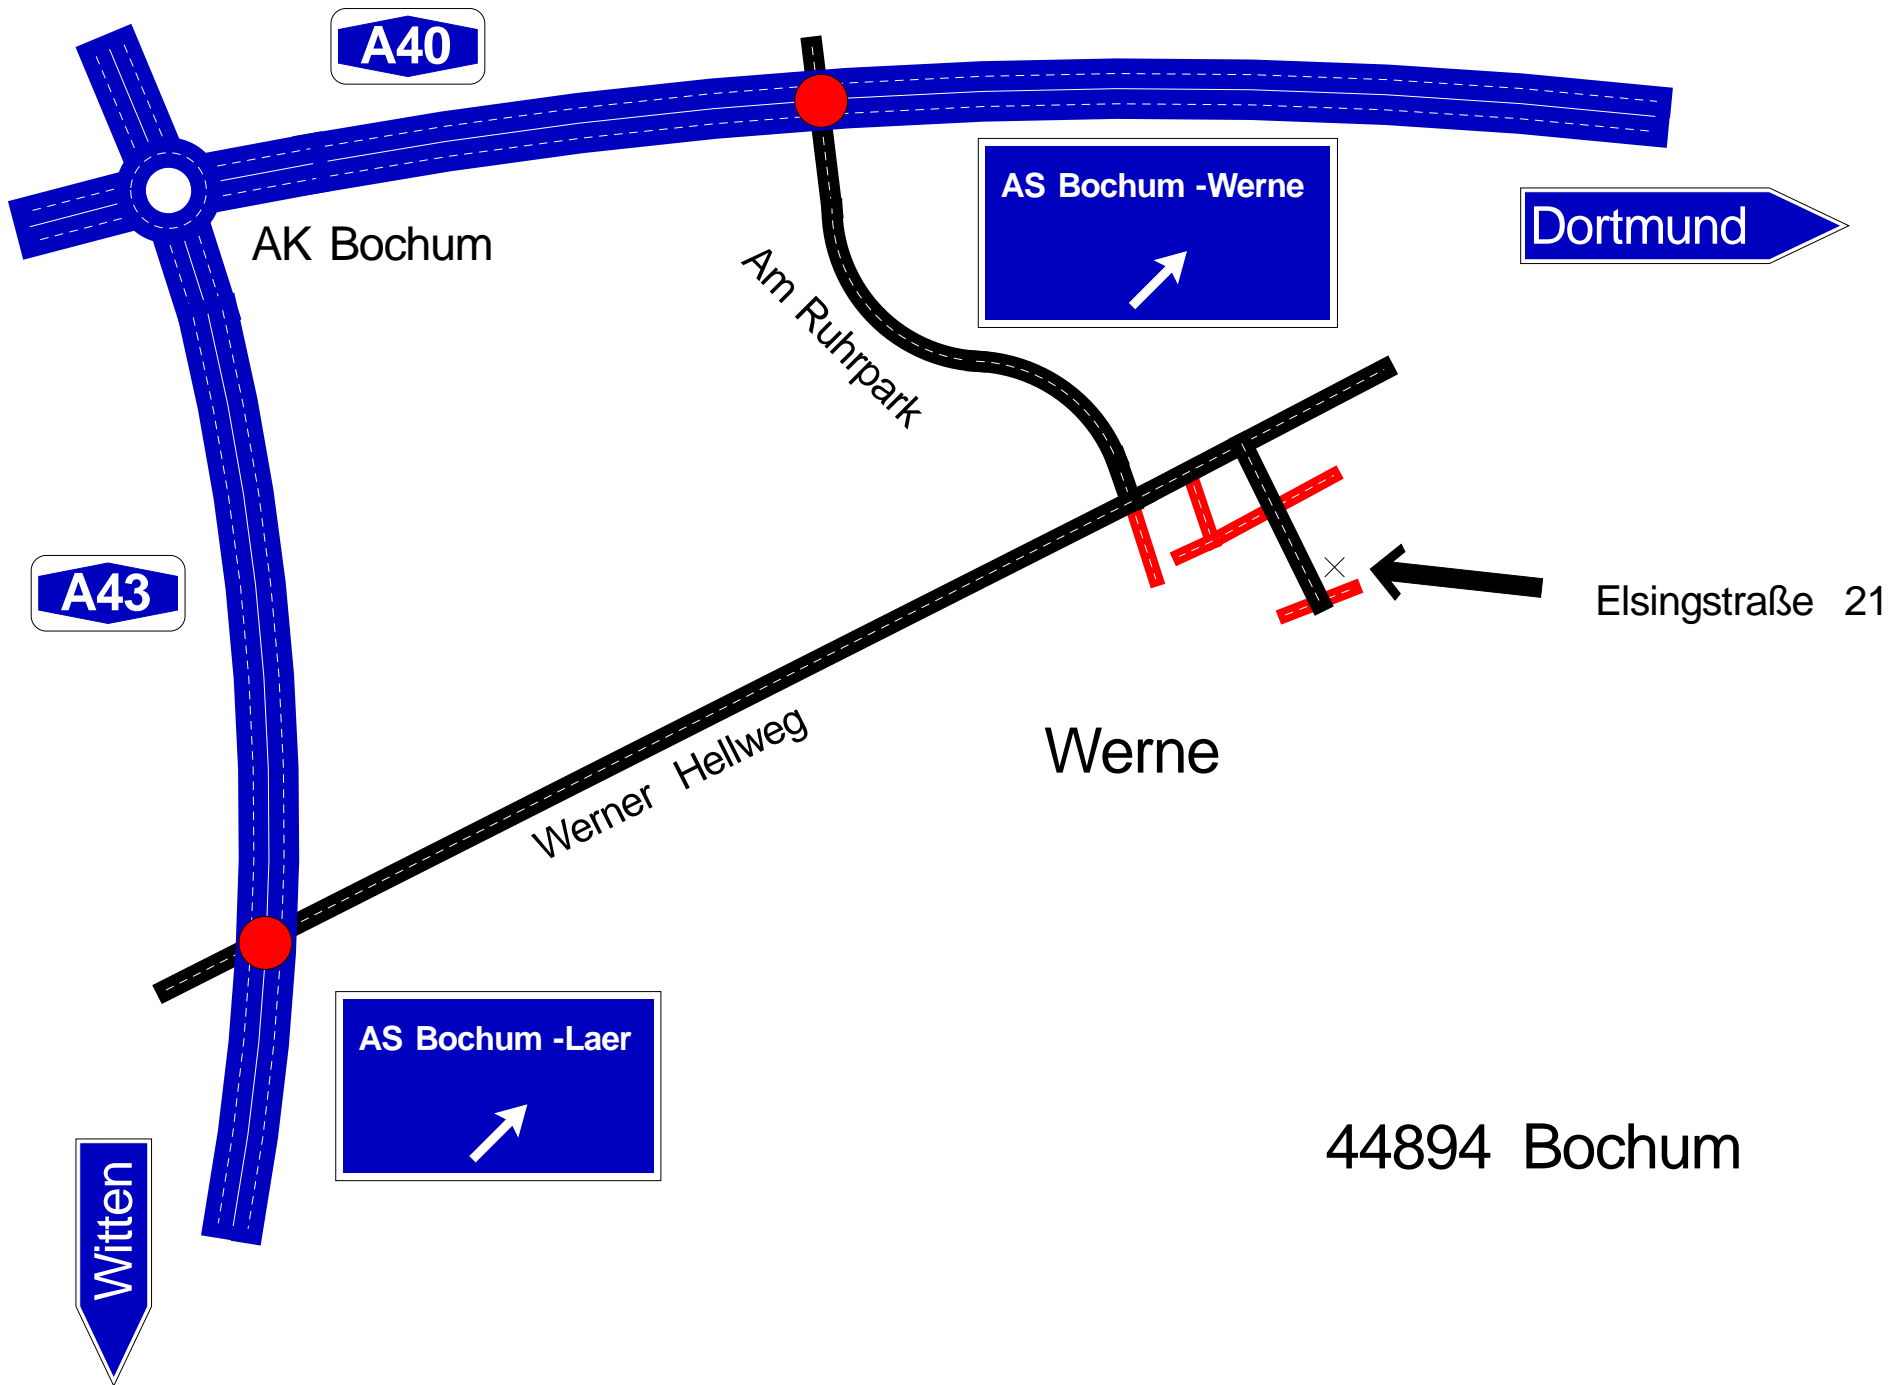 A40
AK Bochum
AS Bochum -Werne
Dortmund
Am Ruhrpark
A43
Elsingstraße 21
Werner Hellweg
Werne
AS Bochum -Laer
44894 Bochum
Witten